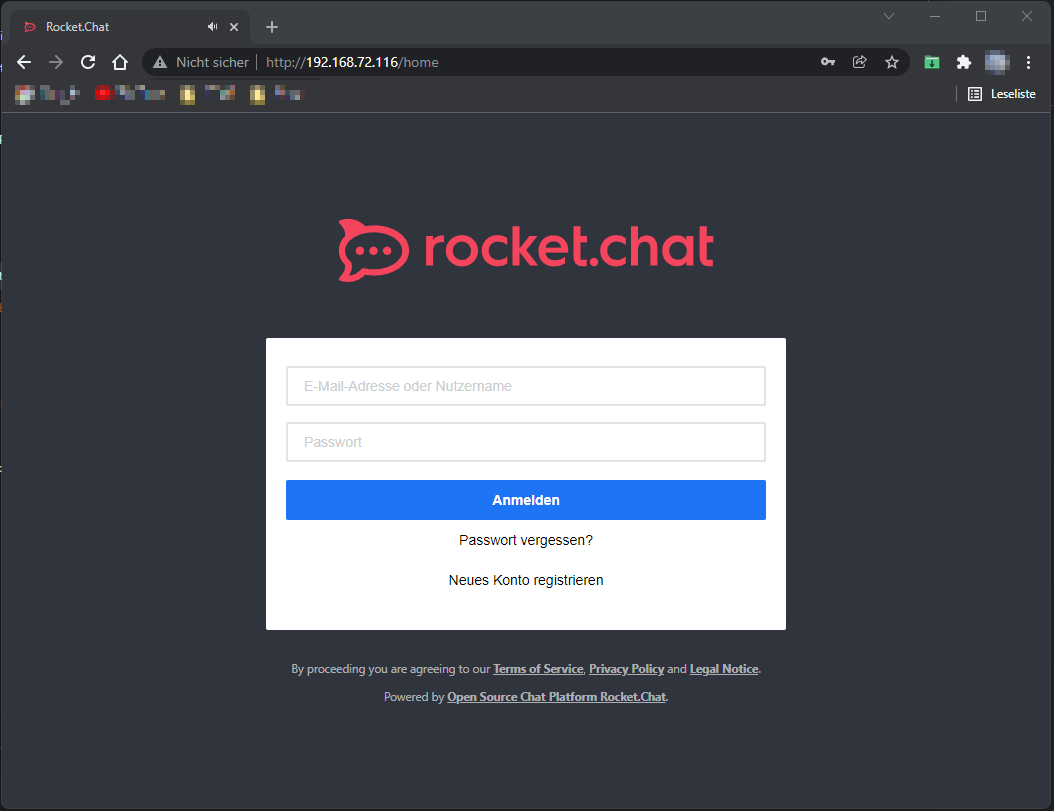 Rocket.Chat
Nicht sicher http://192.168.72.116/home
Leseliste
rocket.chat
E-Mail-Adresse oder Nutzername
Passwort
Anmelden
Passwort vergessen?
Neues Konto registrieren
By proceeding you are agreeing to our Terms of Service, Privacy Policy and Legal Notice.
Powered by Open Source Chat Platform Rocket.Chat.